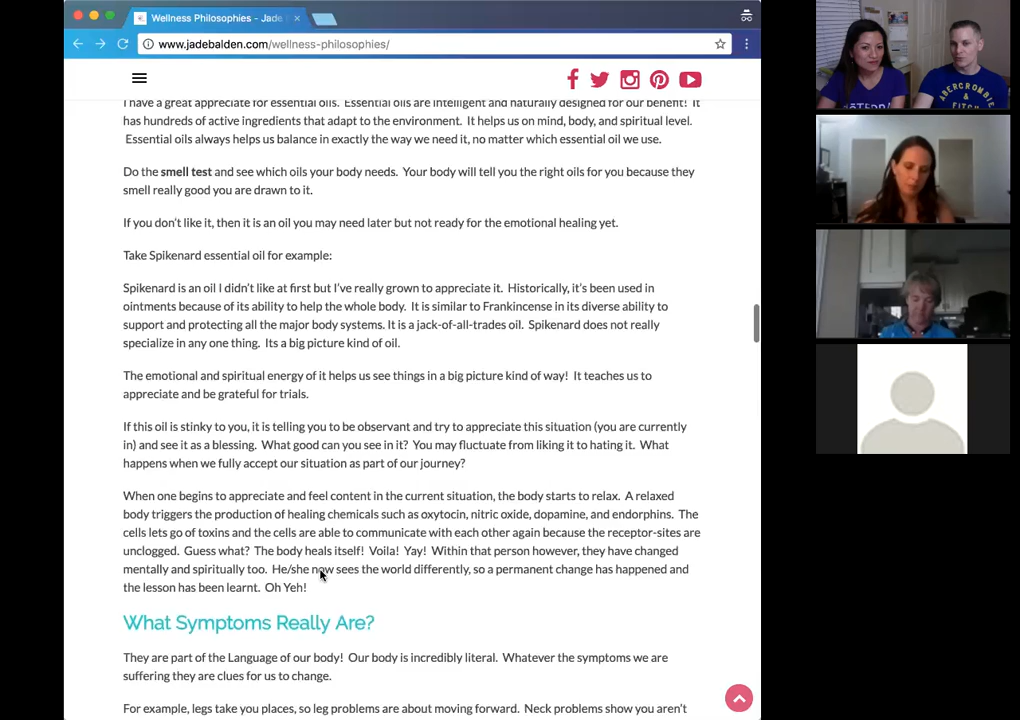 Wellness Philosophies - Jade
www.jadebalden.com/wellness-philosophies/
I have a great appreciate for essential oils. Essential oils are intelligent and naturally designed for our benefit! It
has hundreds of active ingredients that adapt to the environment. It helps us on mind, body, and spiritual level.
Essential oils always helps us balance in exactly the way we need it, no matter which essential oil we use.
Do the smell test and see which oils your body needs. Your body will tell you the right oils for you because they
smell really good you are drawn to it.
If you don't like it, then it is an oil you may need later but not ready for the emotional healing yet.
Take Spikenard essential oil for example:
Spikenard is an oil I didn't like at first but I've really grown to appreciate it. Historically, it's been used in
ointments because of its ability to help the whole body. It is similar to Frankincense in its diverse ability to
support and protecting all the major body systems. It is a jack-of-all-trades oil. Spikenard does not really
specialize in any one thing. Its a big picture kind of oil.
The emotional and spiritual energy of it helps us see things in a big picture kind of way! It teaches us to
appreciate and be grateful for trials.
If this oil is stinky to you, it is telling you to be observant and try to appreciate this situation (you are currently
in) and see it as a blessing. What good can you see in it? You may fluctuate from liking it to hating it. What
happens when we fully accept our situation as part of our journey?
When one begins to appreciate and feel content in the current situation, the body starts to relax. A relaxed
body triggers the production of healing chemicals such as oxytocin, nitric oxide, dopamine, and endorphins. The
cells lets go of toxins and the cells are able to communicate with each other again because the receptor-sites are
unclogged. Guess what? The body heals itself! Voila! Yay! Within that person however, they have changed
mentally and spiritually too. He/she now sees the world differently, so a permanent change has happened and
the lesson has been learnt. Oh Yeh!
What Symptoms Really Are?
They are part of the Language of our body! Our body is incredibly literal. Whatever the symptoms we are
suffering they are clues for us to change.
For example, legs take you places, so leg problems are about moving forward. Neck problems show you aren't
ABERCROMBIE